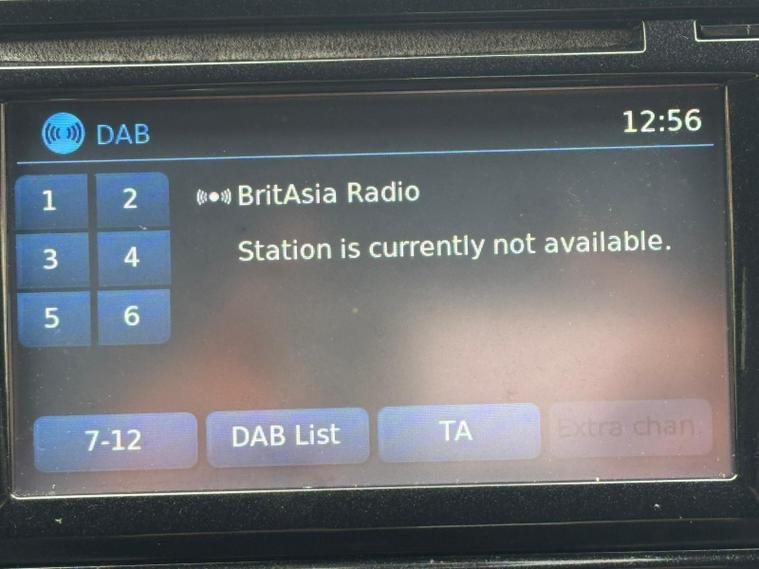 DAB
12:56
1 2
BritAsia Radio
3 4
Station is currently not available.
5 6
7-12
DAB List
TA
Extra chan.